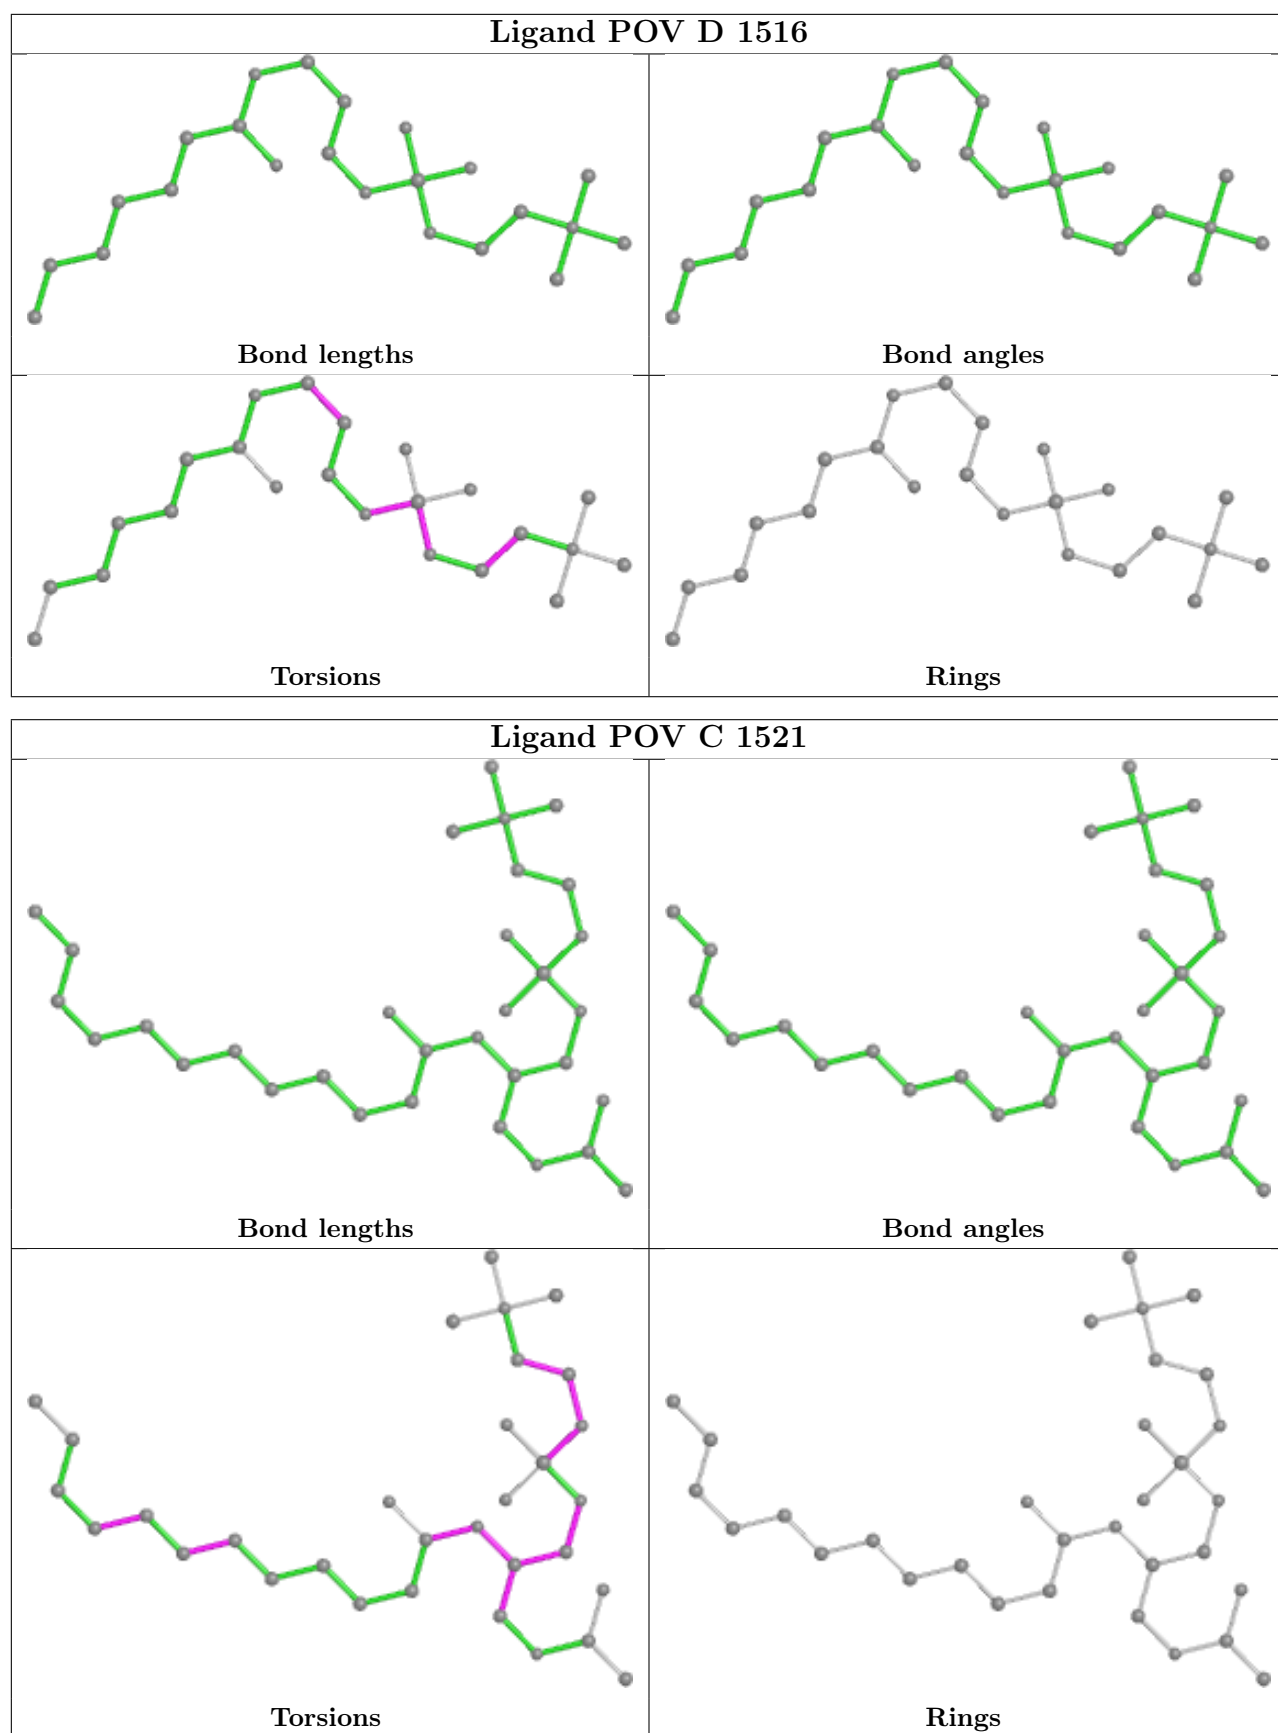 Ligand POV D 1516
Bond lengths
Bond angles
Torsions
Rings
Ligand POV C 1521
Bond lengths
Bond angles
Torsions
Rings